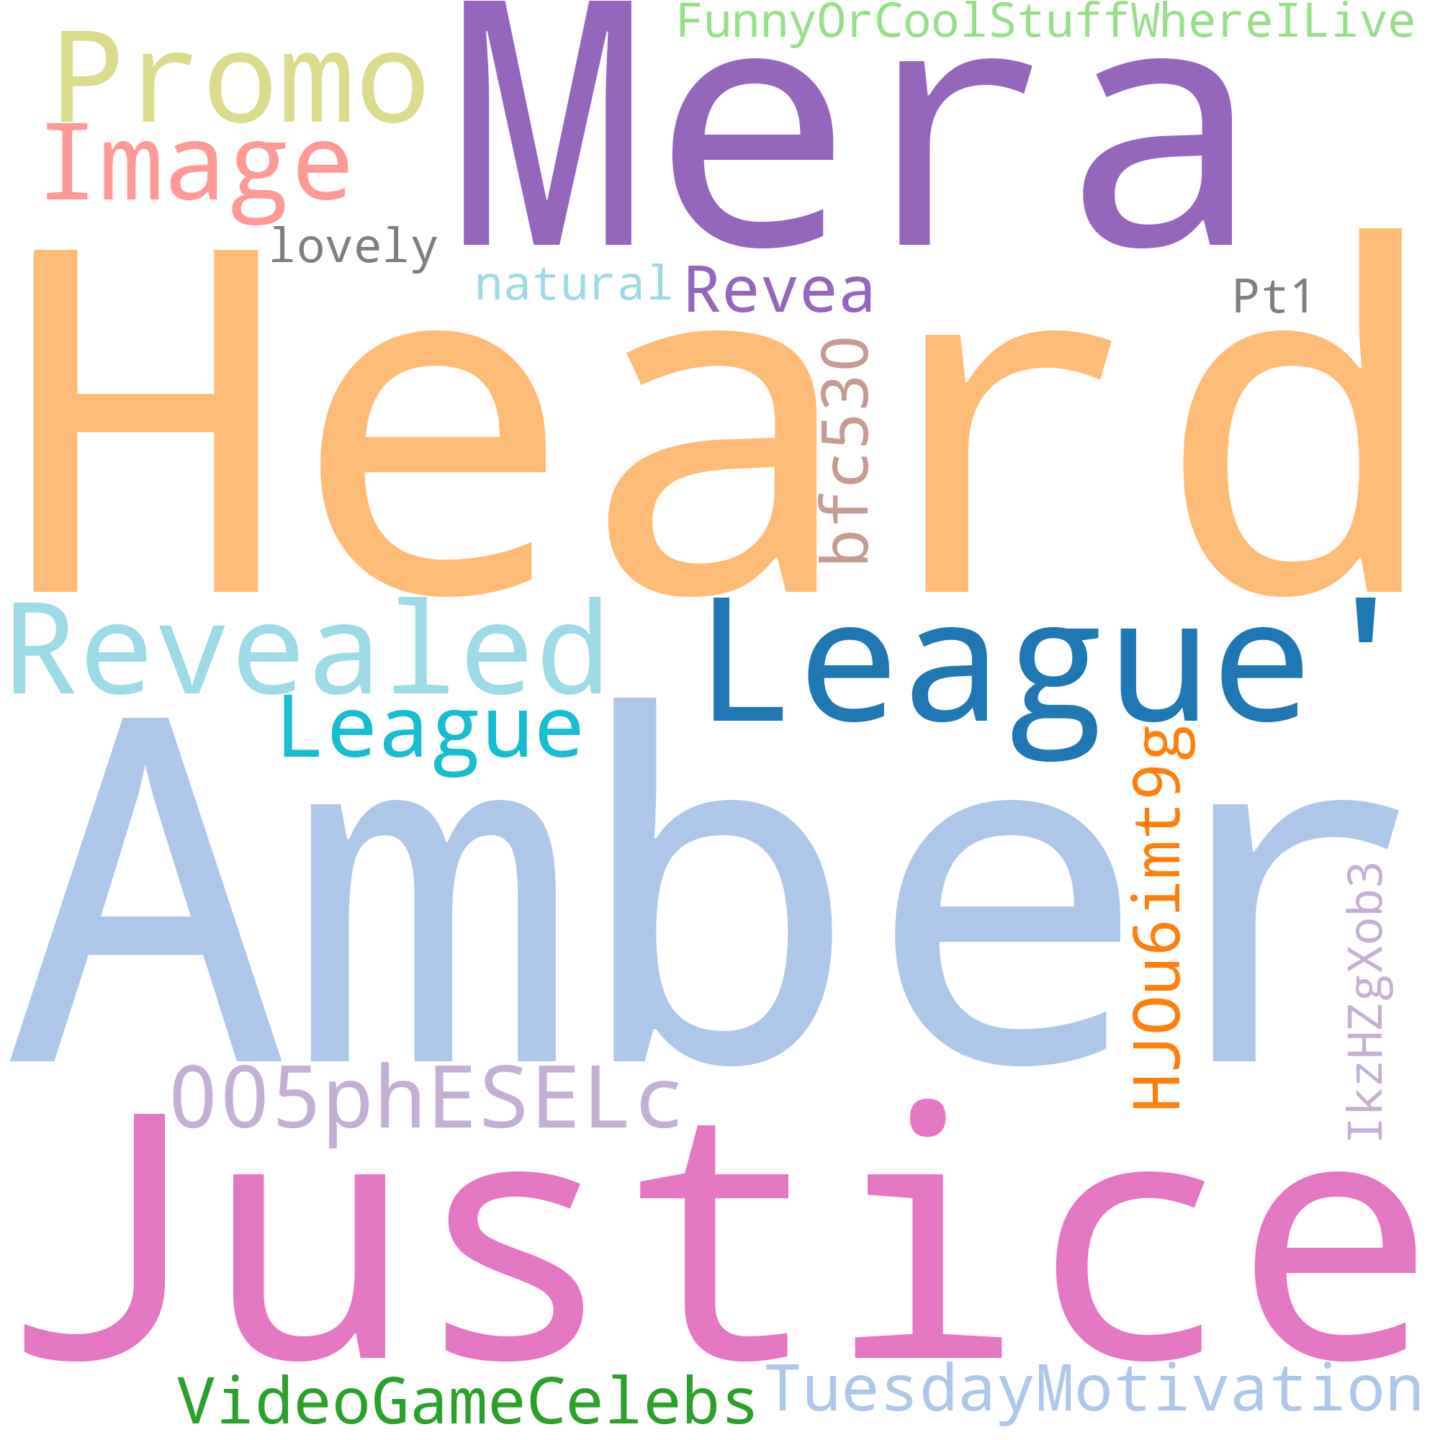 FunnyOrCoolStuffWhereILive
Promo
Mera
Image
lovely
natural
Revea
Pt1
Heard
bfc530
Revealed
League'
League
Amber
HJOu6imt9g
IkzHZgXob3
005phESELc
Justice
VideoGameCelebs
TuesdayMotivation